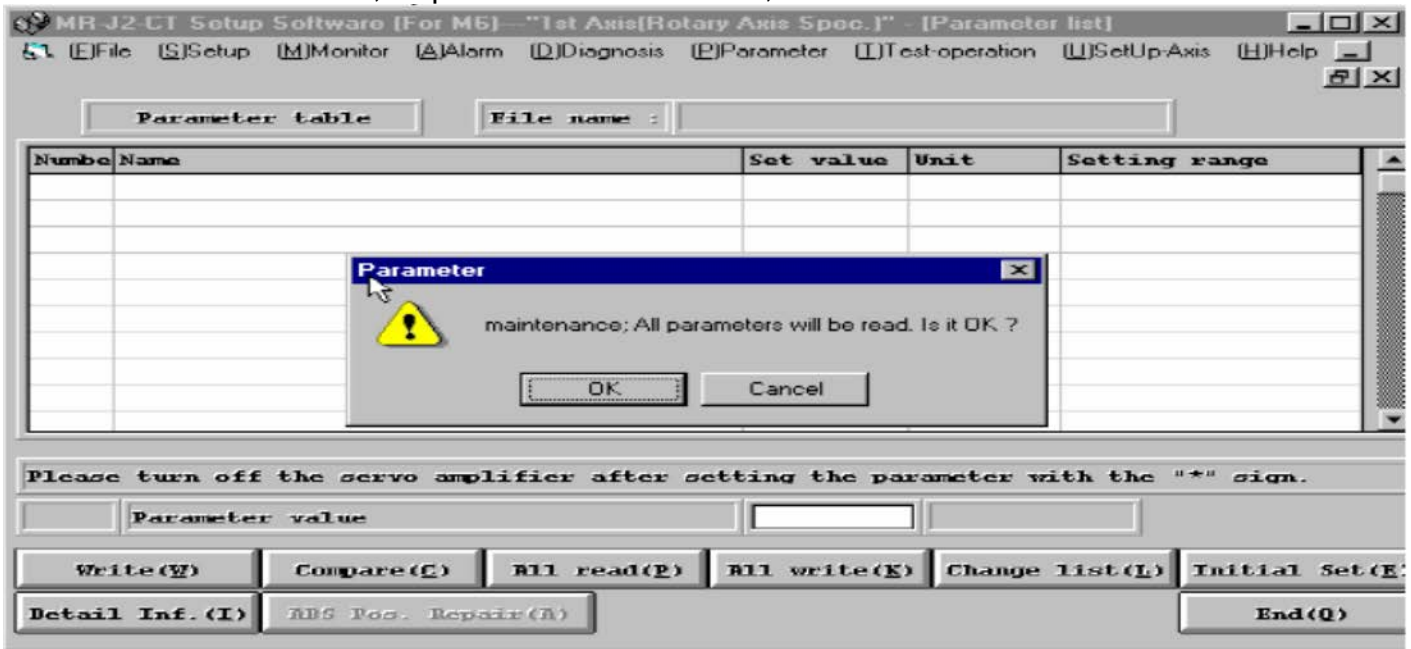 MR-J2-CT Setup Software [For M6]---"1st Axis(Rotary Axis Spec.)" - [Parameter list]
(F)File (S)Setup (M)Monitor (A)Alarm (D)Diagnosis (P)Parameter (T)Test-operation (U)SetUp-Axis (H)Help
Parameter table File name :
Numbe Name Set value Unit Setting range
Parameter
maintenance; All parameters will be read. Is it OK ?
OK Cancel
Please turn off the servo amplifier after setting the parameter with the "*" sign.
Parameter value
Write(W) Compare(C) All read(P) All write(K) Change list(L) Initial Set(E
Detail Inf.(I) ABS Pos. Repair(A) End(Q)